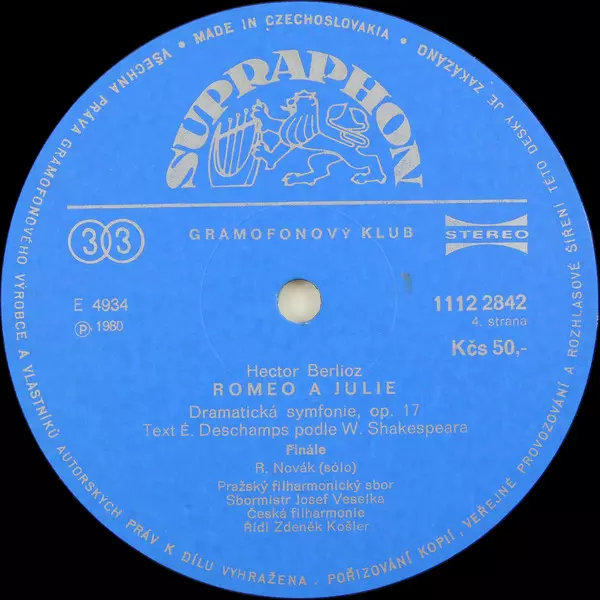 VŠECHNA PRÁVA GRAMOFONOVÉHO VÝROBCE A VLASTNÍKŮ AUTORSKÝCH PRÁV K DÍLU VYHRAŽENA. POŘIZOVÁNÍ KOPIÍ, VEŘEJNÉ PROVOZOVÁNÍ A ROZHLASOVÉ ŠÍŘENÍ TÉTO DESKY JE ZAKÁZÁNO • MADE IN CZECHOSLOVAKIA •
SUPRAPHON
33
GRAMOFONOVÝ KLUB
STEREO
E 4934
Ⓟ 1980
1112 2842
4. strana
Kčs 50,-
Hector Berlioz
ROMEO A JULIE
Dramatická symfonie, op. 17
Text É. Deschamps podle W. Shakespeara
Finále
R. Novák (sólo)
Pražský filharmonický sbor
Sbormistr Josef Veselka
Česká filharmonie
Řídí Zdeněk Košler